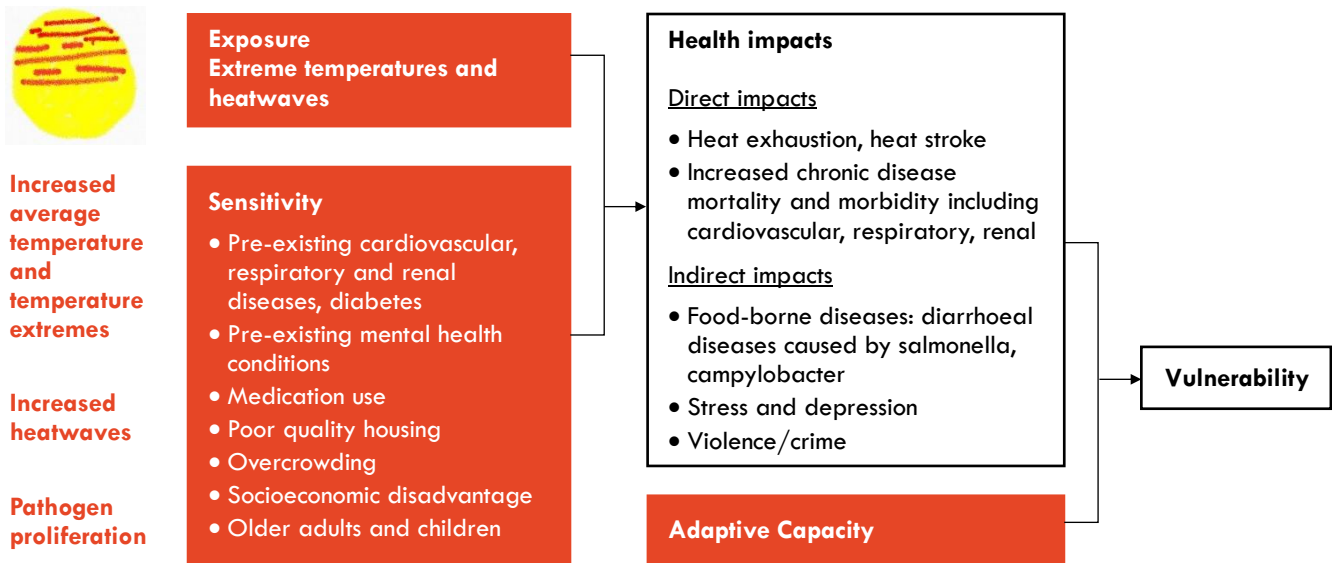 Increased
average
temperature
and
temperature
extremes
Increased
heatwaves
Pathogen
proliferation
Exposure
Extreme temperatures and
heatwaves
Sensitivity
• Pre-existing cardiovascular,
respiratory and renal
diseases, diabetes
• Pre-existing mental health
conditions
• Medication use
• Poor quality housing
• Overcrowding
• Socioeconomic disadvantage
• Older adults and children
Health impacts
Direct impacts
• Heat exhaustion, heat stroke
• Increased chronic disease
mortality and morbidity including
cardiovascular, respiratory, renal
Indirect impacts
• Food-borne diseases: diarrhoeal
diseases caused by salmonella,
campylobacter
• Stress and depression
• Violence/crime
Adaptive Capacity
Vulnerability